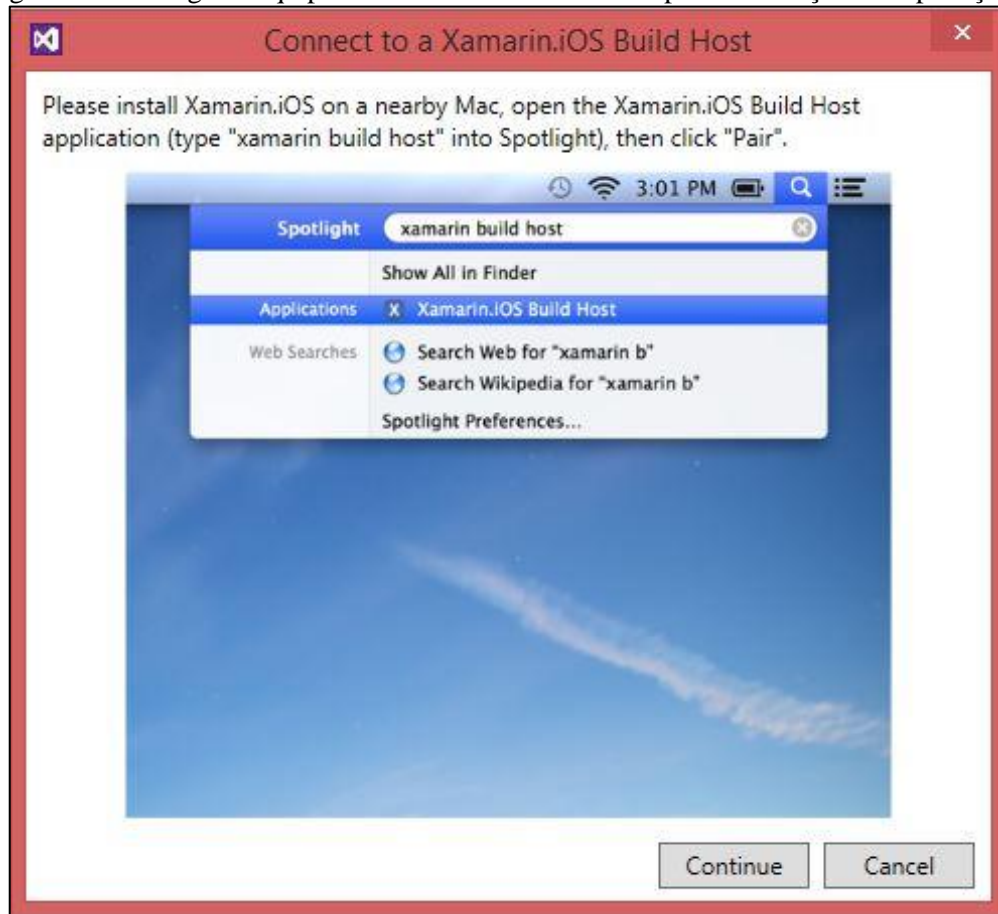 Connect to a Xamarin.iOS Build Host
Please install Xamarin.iOS on a nearby Mac, open the Xamarin.iOS Build Host
application (type "xamarin build host" into Spotlight), then click "Pair".
3:01 PM
Spotlight xamarin build host
Show All in Finder
Applications X Xamarin.iOS Build Host
Web Searches Search Web for "xamarin b"
Search Wikipedia for "xamarin b"
Spotlight Preferences...
Continue Cancel